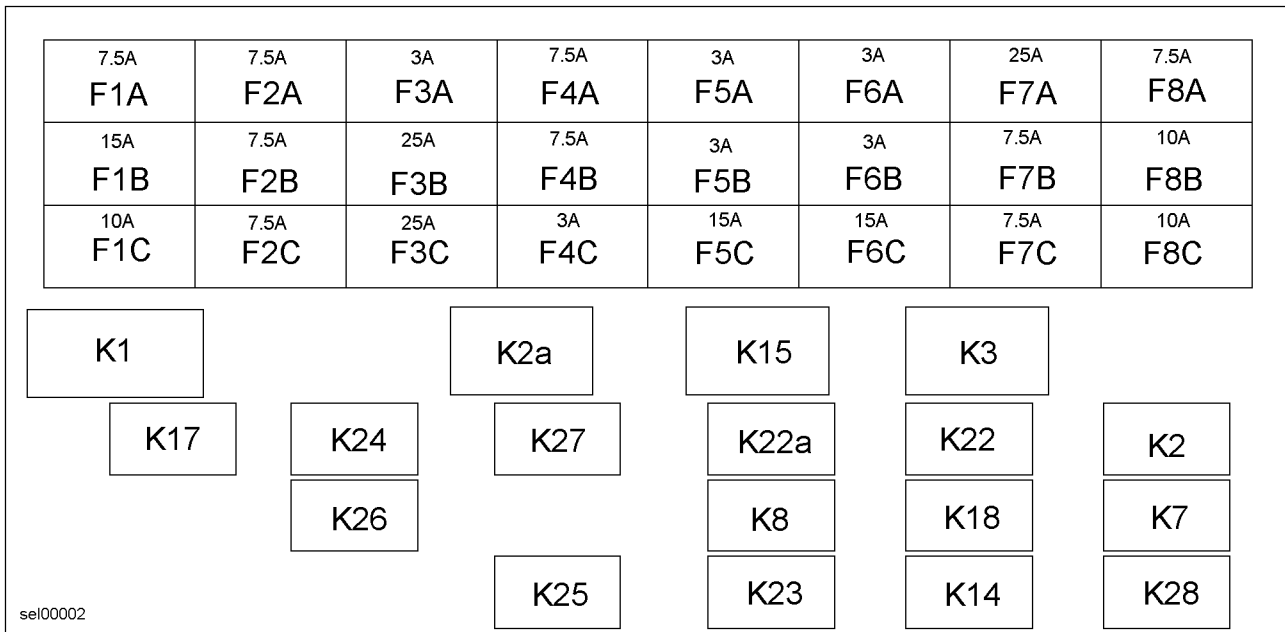 7.5A 7.5A 3A 7.5A 3A 3A 25A 7.5A
F1A F2A F3A F4A F5A F6A F7A F8A
15A 7.5A 25A 7.5A 3A 3A 7.5A 10A
F1B F2B F3B F4B F5B F6B F7B F8B
10A 7.5A 25A 3A 15A 15A 7.5A 10A
F1C F2C F3C F4C F5C F6C F7C F8C
K1 K2a K15 K3
K17 K24 K27 K22a K22 K2
K26 K8 K18 K7
K25 K23 K14 K28
sel00002